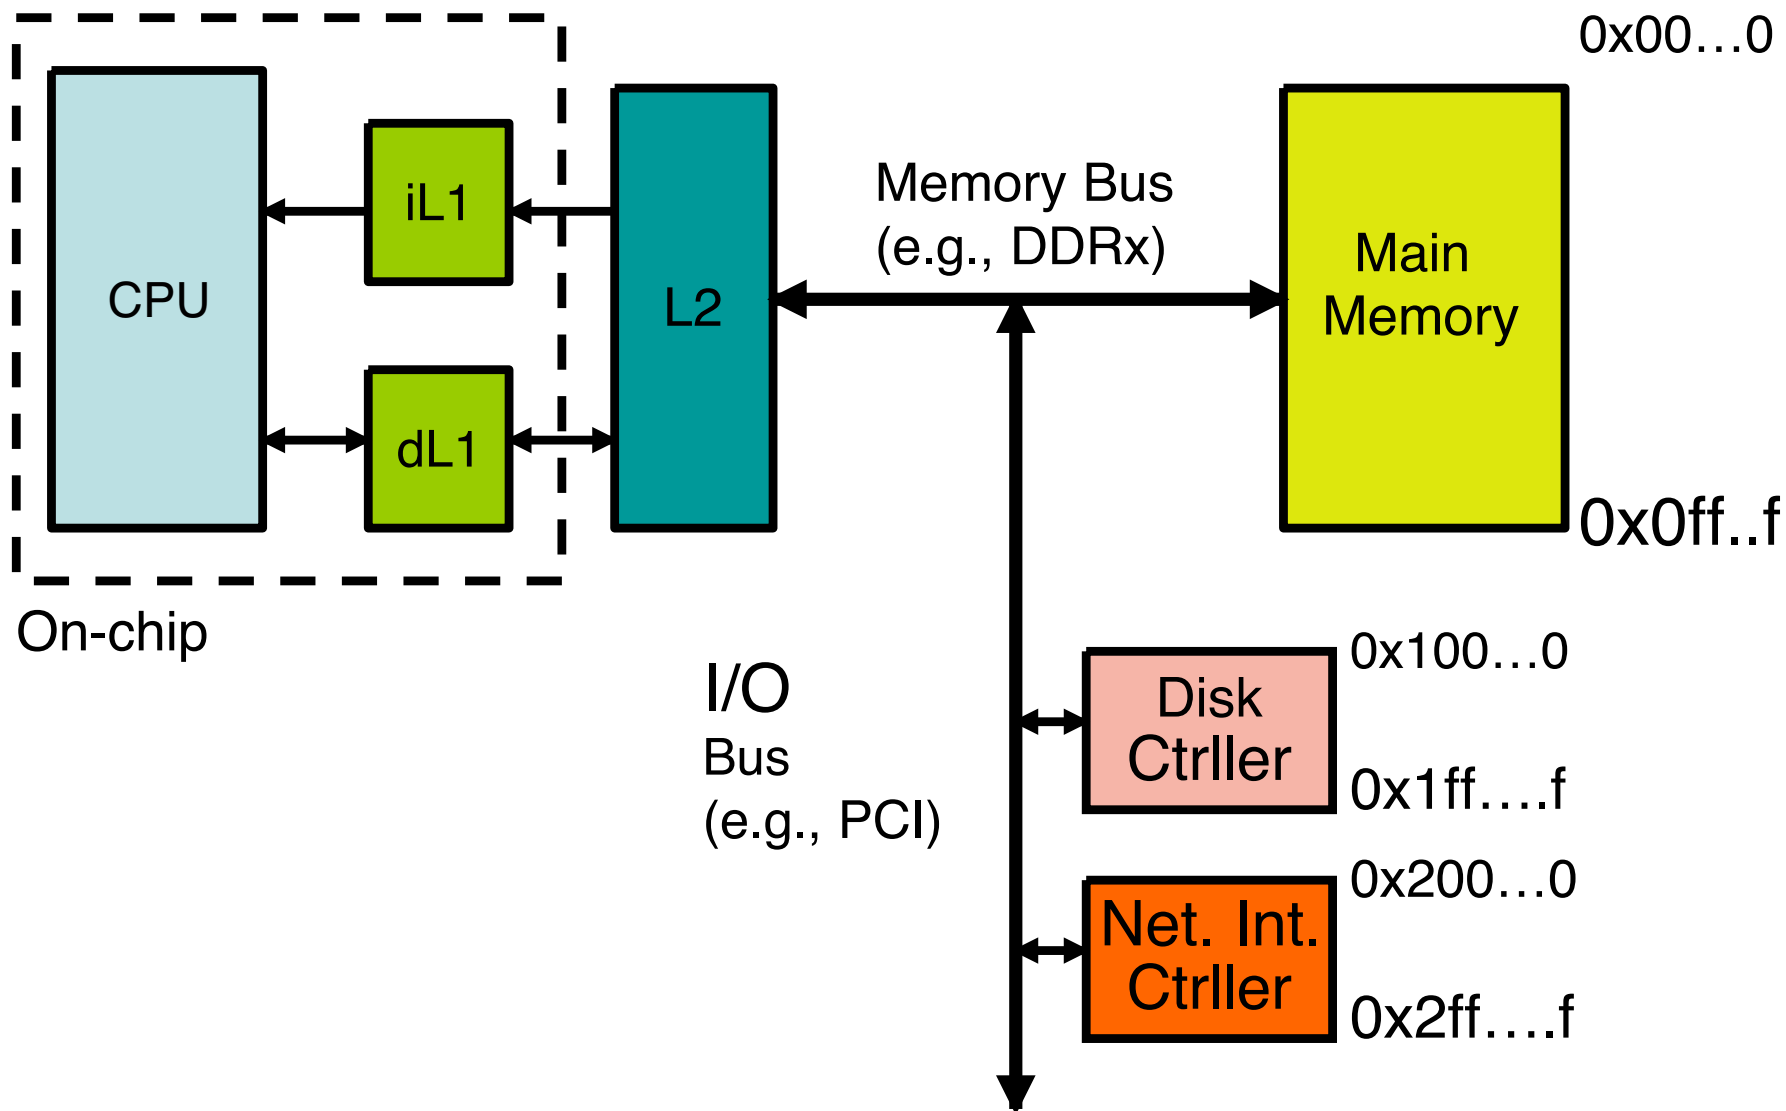 0x00…0
iL1
Memory Bus
(e.g., DDRx)
CPU
L2
Main
Memory
dL1
0x0ff..f
On-chip
I/O
Bus
(e.g., PCI)
0x100…0
Disk
Ctrller
0x1ff….f
0x200…0
Net. Int.
Ctrller
0x2ff….f